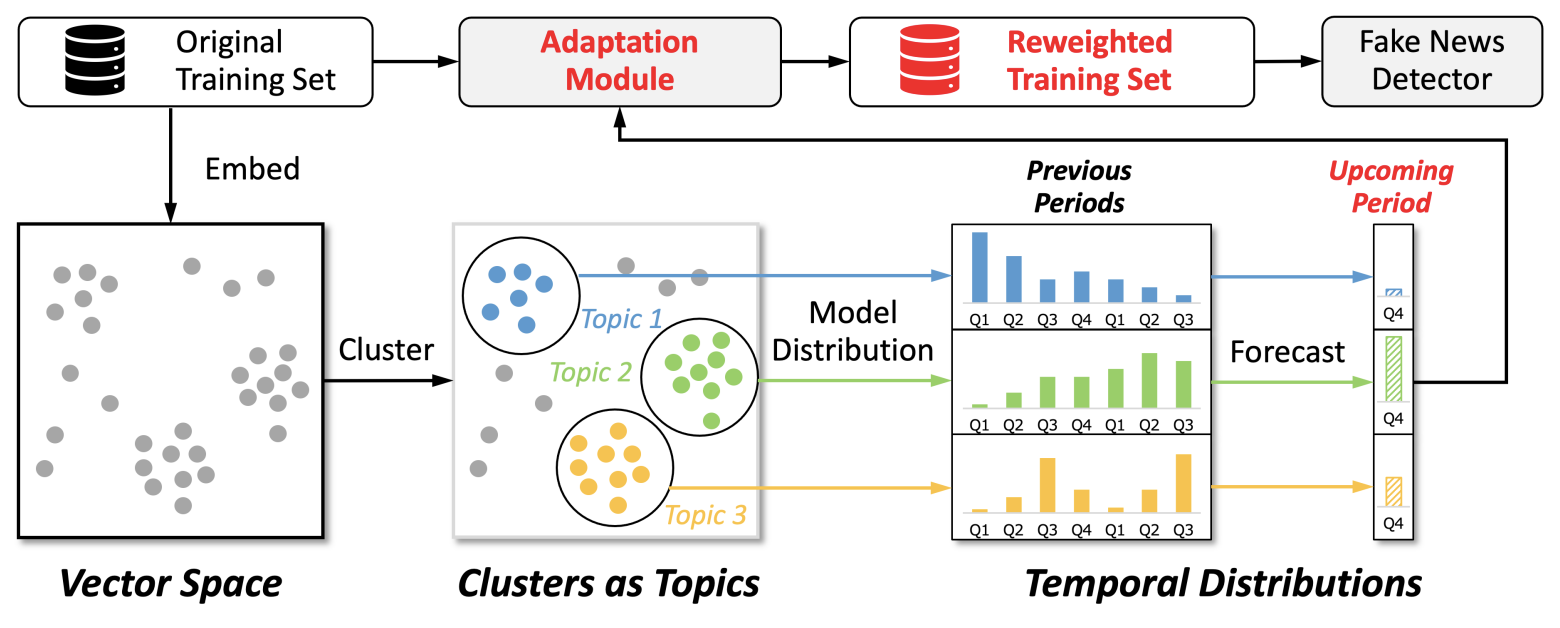 Original
Training Set
Adaptation
Module
Reweighted
Training Set
Fake News
Detector
Embed
Previous
Periods
Upcoming
Period
Cluster
Topic 1
Topic 2
Topic 3
Model
Distribution
Q1 Q2 Q3 Q4 Q1 Q2 Q3
Q1 Q2 Q3 Q4 Q1 Q2 Q3
Q1 Q2 Q3 Q4 Q1 Q2 Q3
Forecast
Q4
Q4
Q4
Vector Space
Clusters as Topics
Temporal Distributions